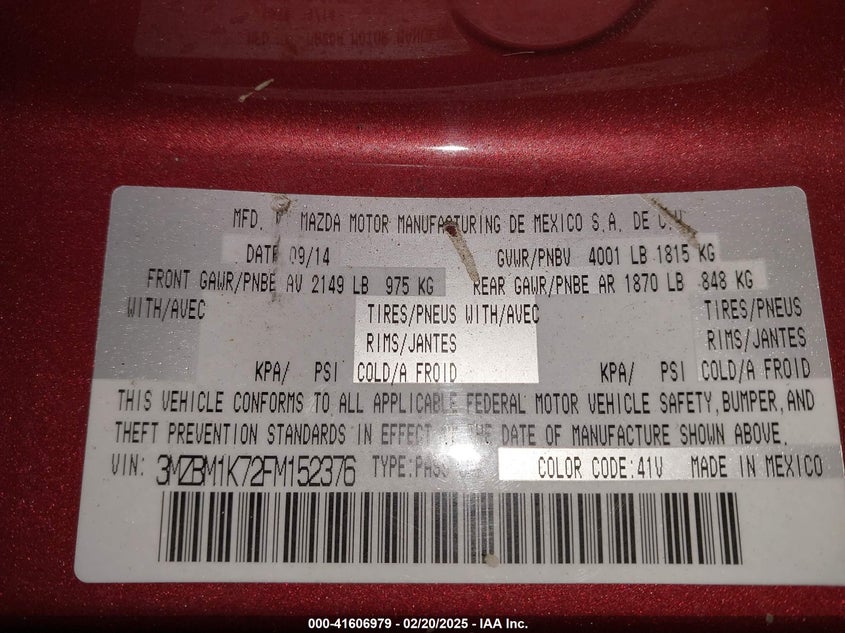 MFD. MAZDA MOTOR MANUFACTURING DE MEXICO S.A. DE C.V
DATE 09/14 GVWR/PNBV 4001 LB 1815 KG
FRONT GAWR/PNBE AV 2149 LB 975 KG REAR GAWR/PNBE AR 1870 LB 848 KG
WITH/AVEC TIRES/PNEUS WITH/AVEC TIRES/PNEUS
RIMS/JANTES RIMS/JANTES
KPA/ PSI COLD/A FROID KPA/ PSI COLD/A FROID
THIS VEHICLE CONFORMS TO ALL APPLICABLE FEDERAL MOTOR VEHICLE SAFETY,BUMPER,AND
THEFT PREVENTION STANDARDS IN EFFECT ON THE DATE OF MANUFACTURE SHOWN ABOVE.
VIN: 3MZBM1K72FM152376 TYPE:PASS COLOR CODE:41V MADE IN MEXICO
000-41606979 - 02/20/2025 - IAA Inc.